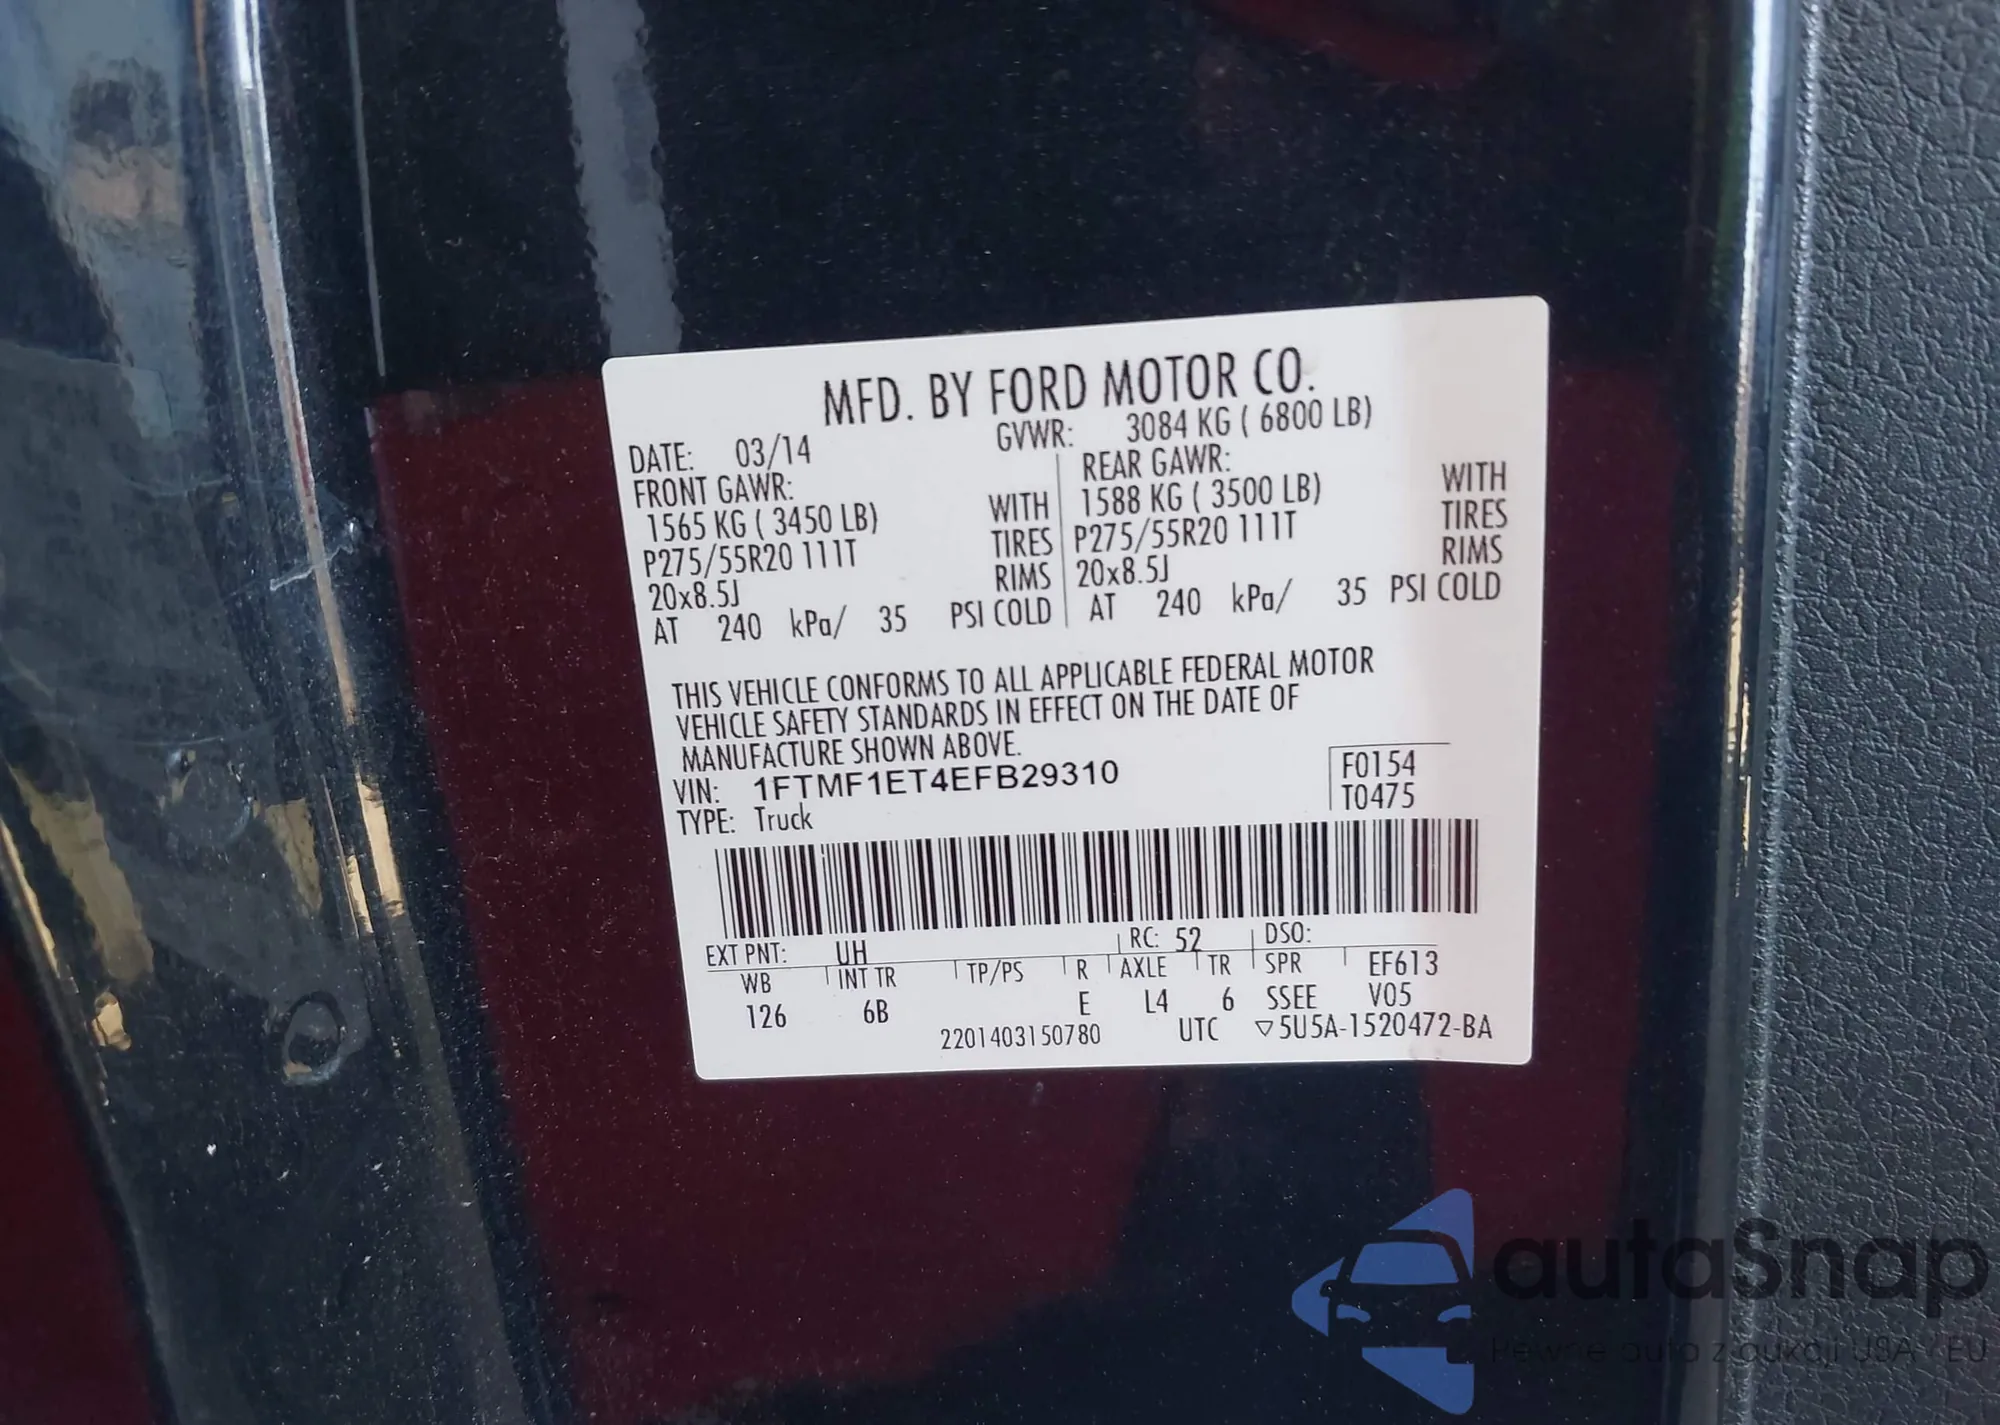 MFD. BY FORD MOTOR CO.
DATE: 03/14 GVWR: 3084 KG ( 6800 LB)
FRONT GAWR: REAR GAWR:
1565 KG ( 3450 LB) WITH 1588 KG ( 3500 LB) WITH
P275/55R20 111T TIRES P275/55R20 111T TIRES
20x8.5J RIMS 20x8.5J RIMS
AT 240 kPa/ 35 PSI COLD AT 240 kPa/ 35 PSI COLD
THIS VEHICLE CONFORMS TO ALL APPLICABLE FEDERAL MOTOR
VEHICLE SAFETY STANDARDS IN EFFECT ON THE DATE OF
MANUFACTURE SHOWN ABOVE.
VIN: 1FTMF1ET4EFB29310 F0154
TYPE: Truck T0475
EXT PNT: UH RC: 52 DSO:
WB INT TR TP/PS R AXLE TR SPR EF613
126 6B E L4 6 SSEE V05
2201403150780 UTC ▽5U5A-1520472-BA
autaSnap
Pewne auto z aukcji USA / EU